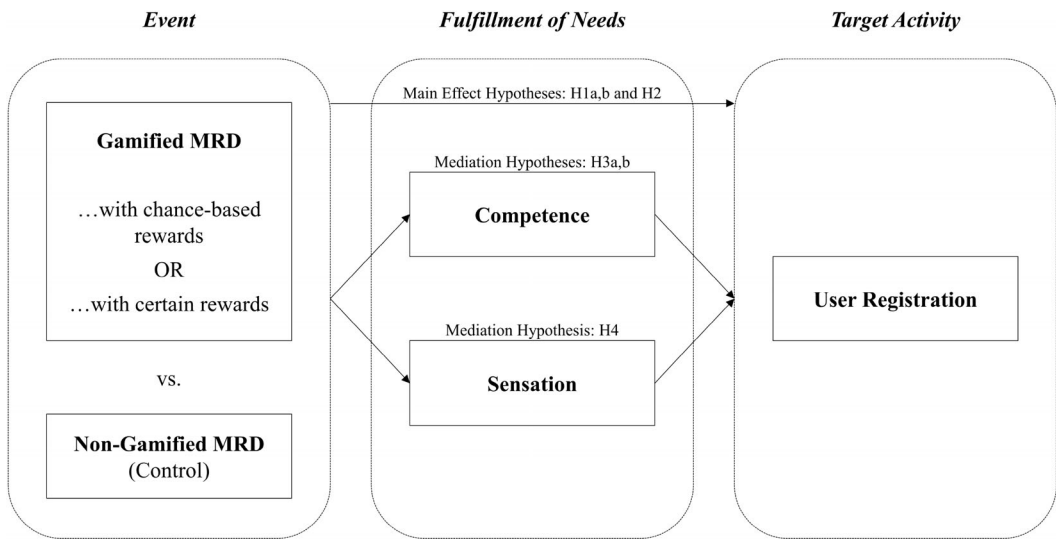 Event
Gamified MRD
…with chance-based
rewards
OR
…with certain rewards
vs.
Non-Gamified MRD
(Control)
Fulfillment of Needs
Main Effect Hypotheses: H1a,b and H2
Mediation Hypotheses: H3a,b
Competence
Mediation Hypothesis: H4
Sensation
Target Activity
User Registration